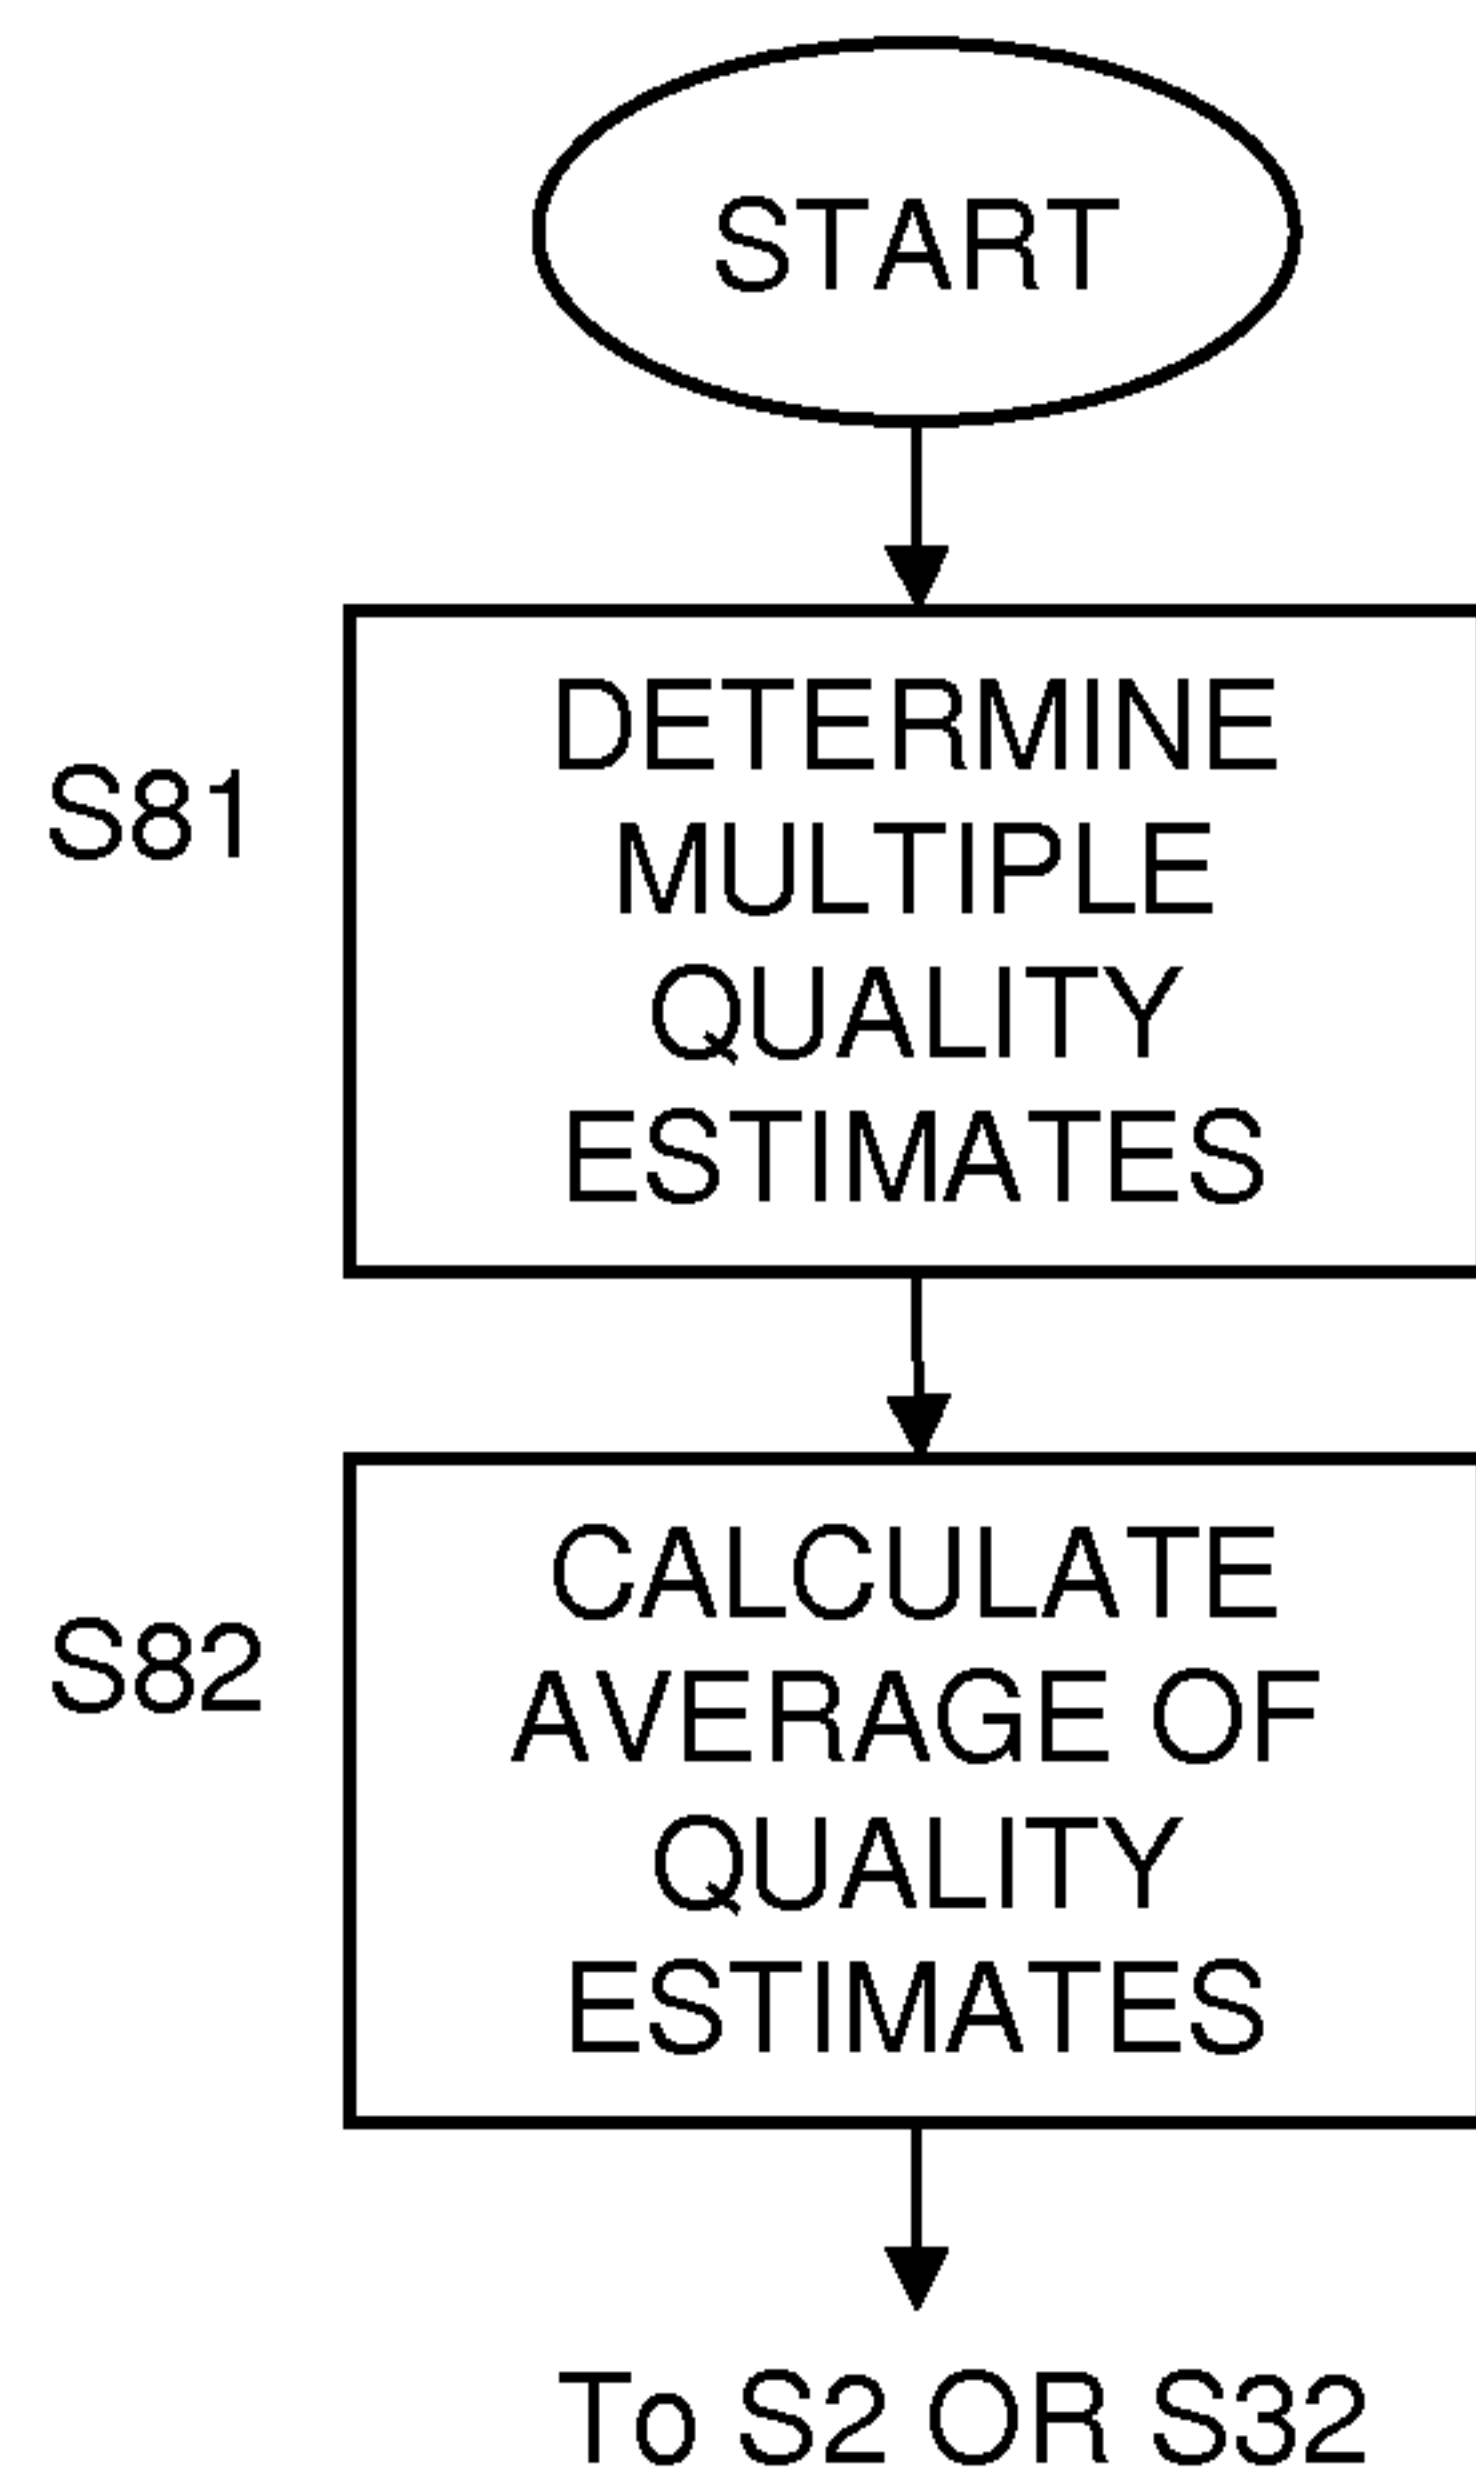 START
S81
DETERMINE
MULTIPLE
QUALITY
ESTIMATES
S82
CALCULATE
AVERAGE OF
QUALITY
ESTIMATES
To S2 OR S32